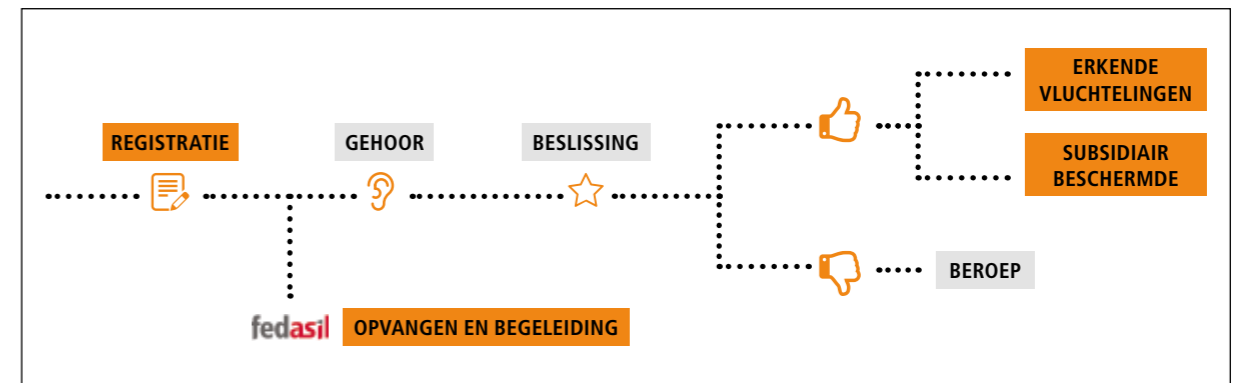 REGISTRATIE
GEHOOR
BESLISSING
ERKENDE
VLUCHTELINGEN
SUBSIDIAIR
BESCHERMDE
BEROEP
fedasil
OPVANGEN EN BEGELEIDING